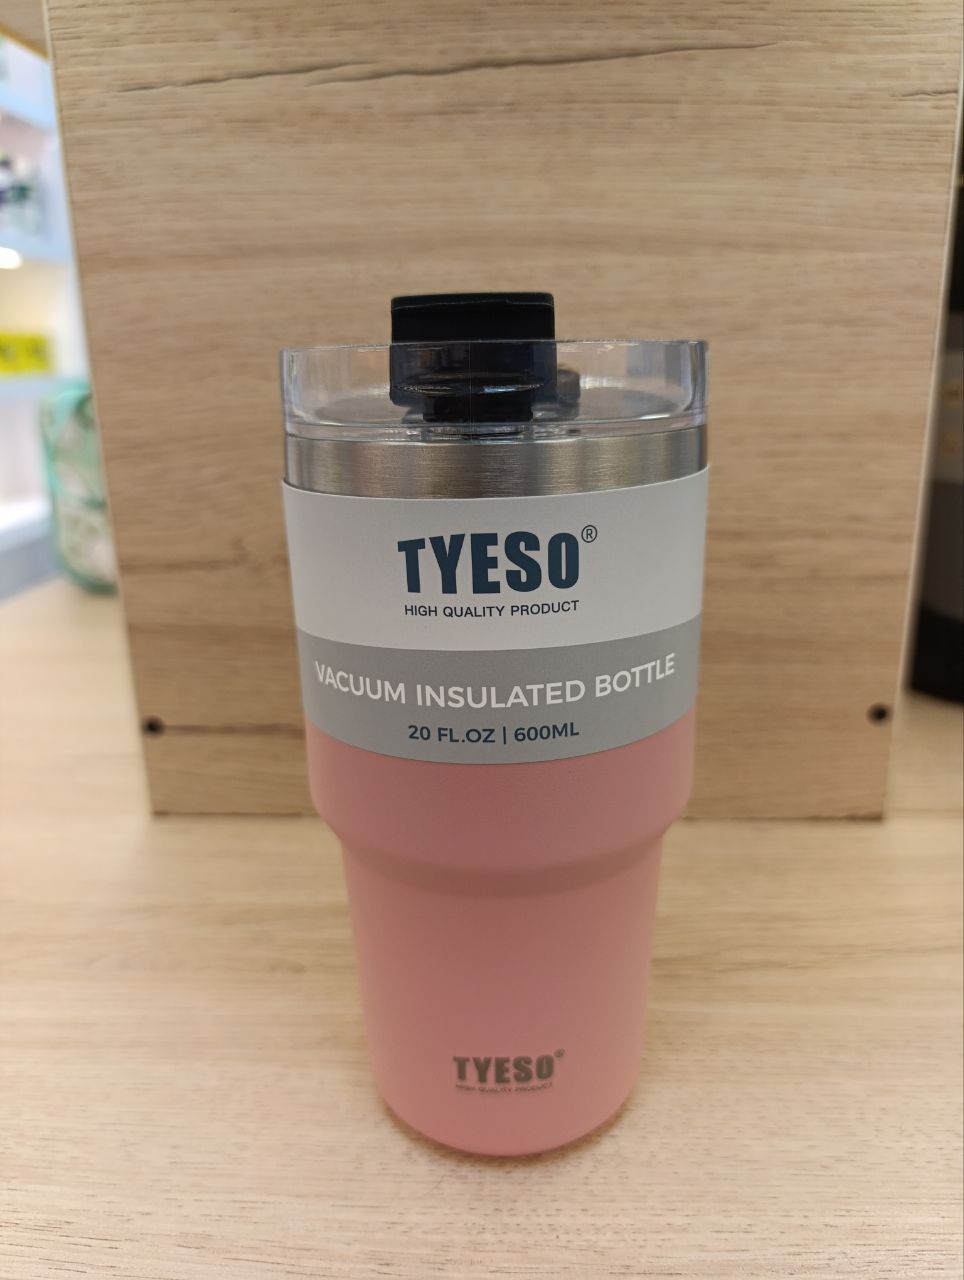 TYESO®
HIGH QUALITY PRODUCT
VACUUM INSULATED BOTTLE
20 FL.OZ | 600ML
TYESO®
HIGH QUALITY PRODUCT